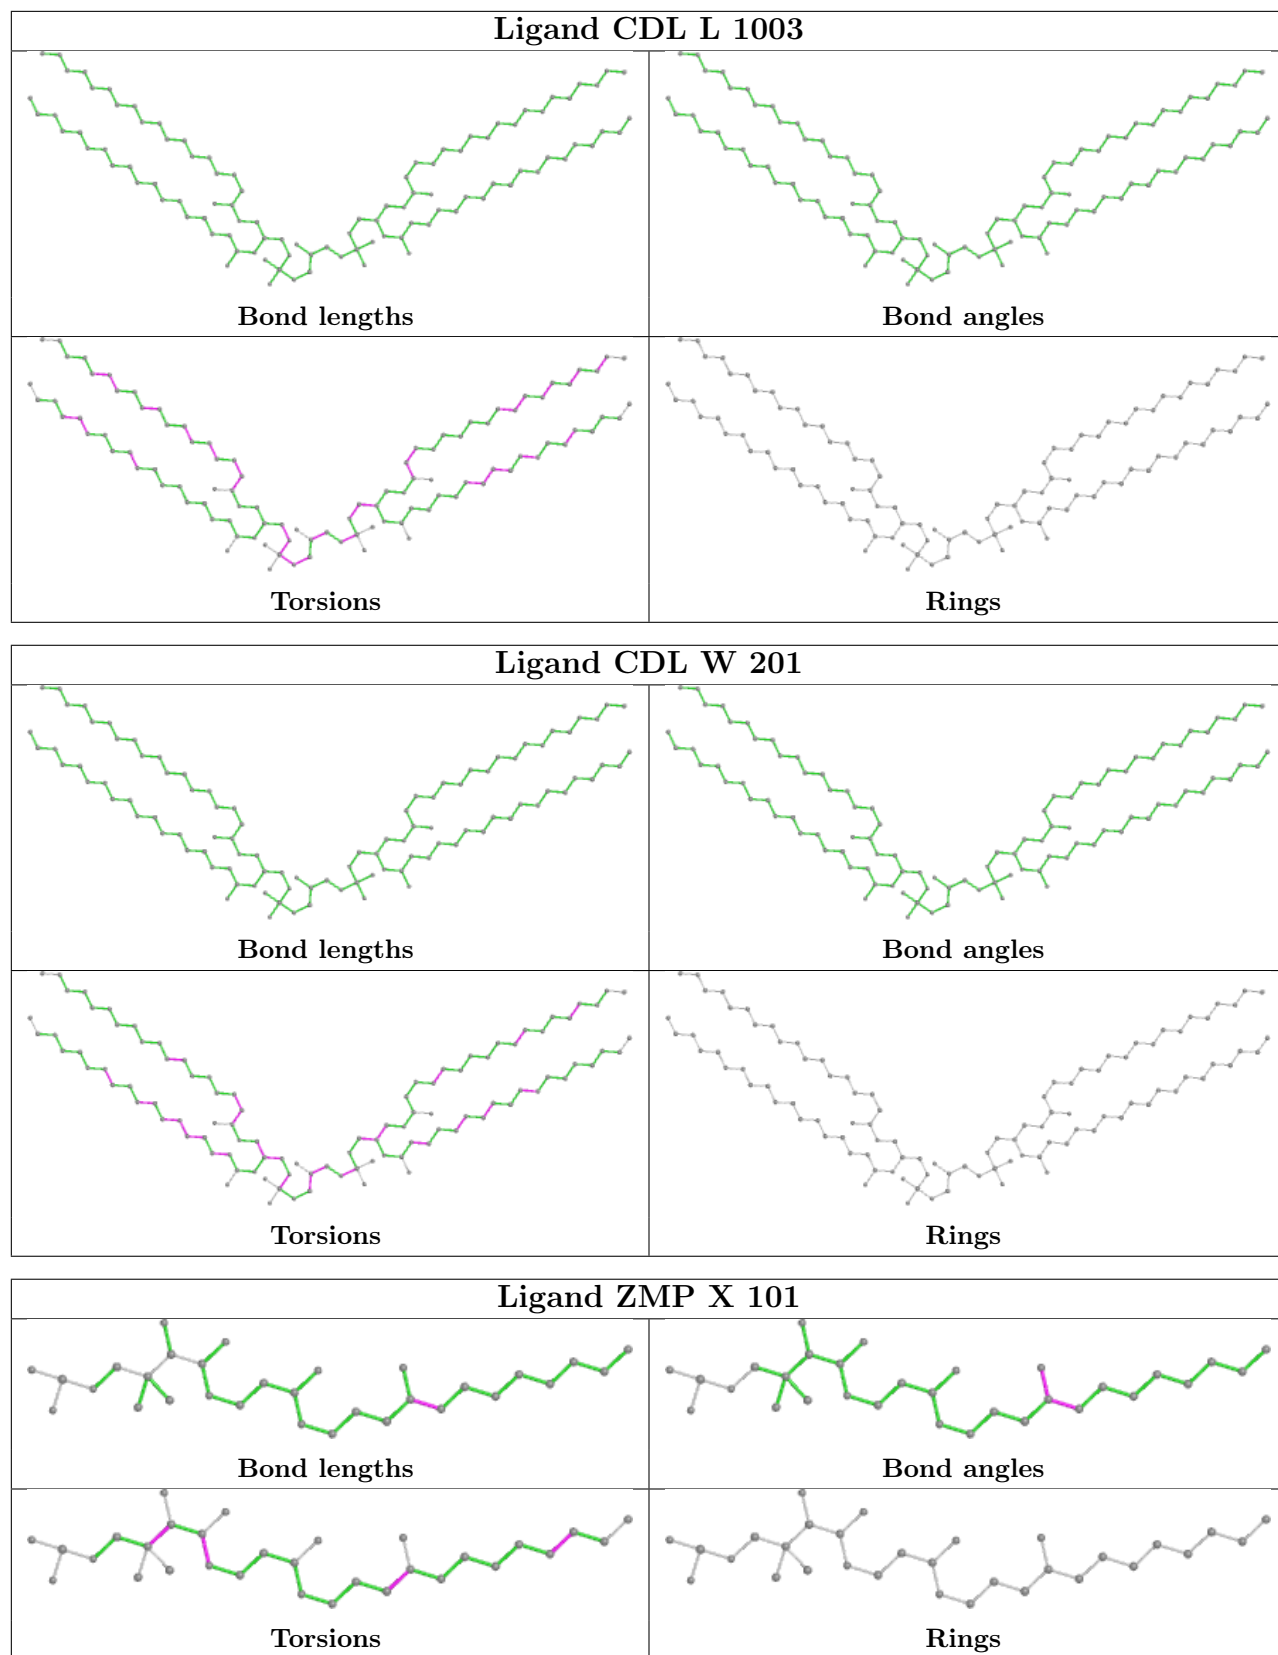 Ligand CDL L 1003
Bond lengths
Bond angles
Torsions
Rings
Ligand CDL W 201
Bond lengths
Bond angles
Torsions
Rings
Ligand ZMP X 101
Bond lengths
Bond angles
Torsions
Rings